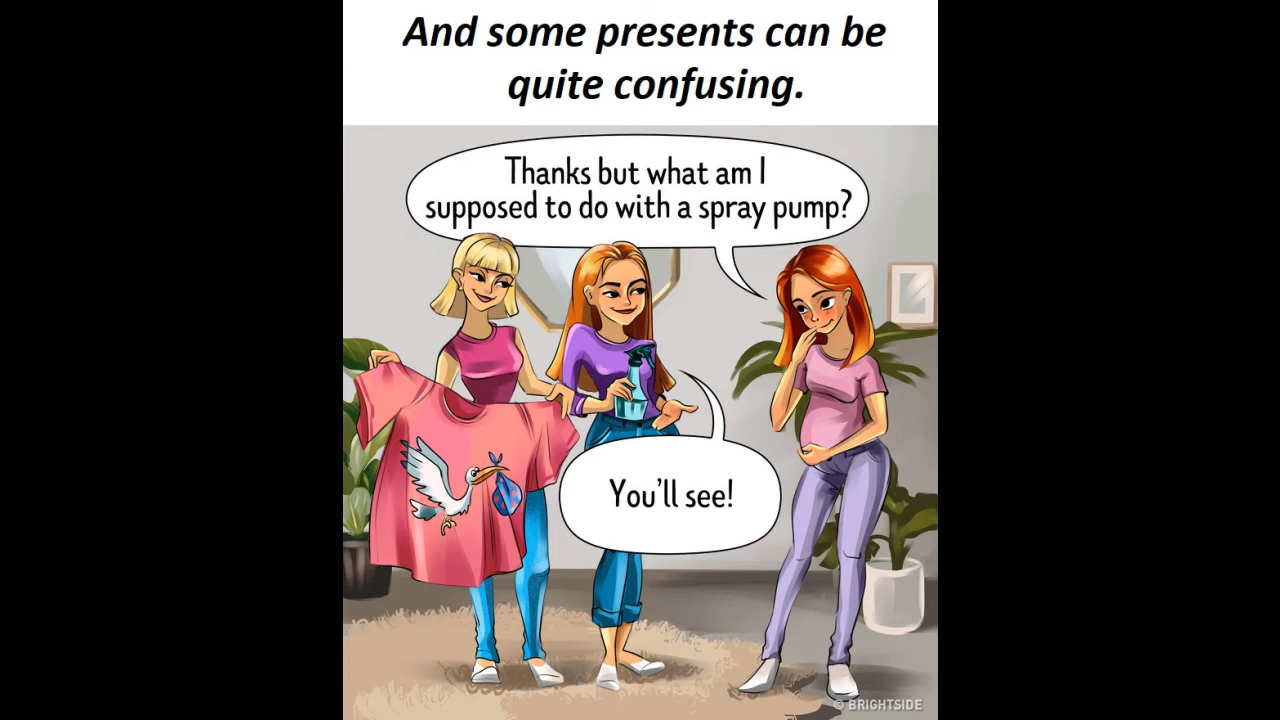 And some presents can be
quite confusing.
Thanks but what am I
supposed to do with a spray pump?
You'll see!
© BRIGHTSIDE